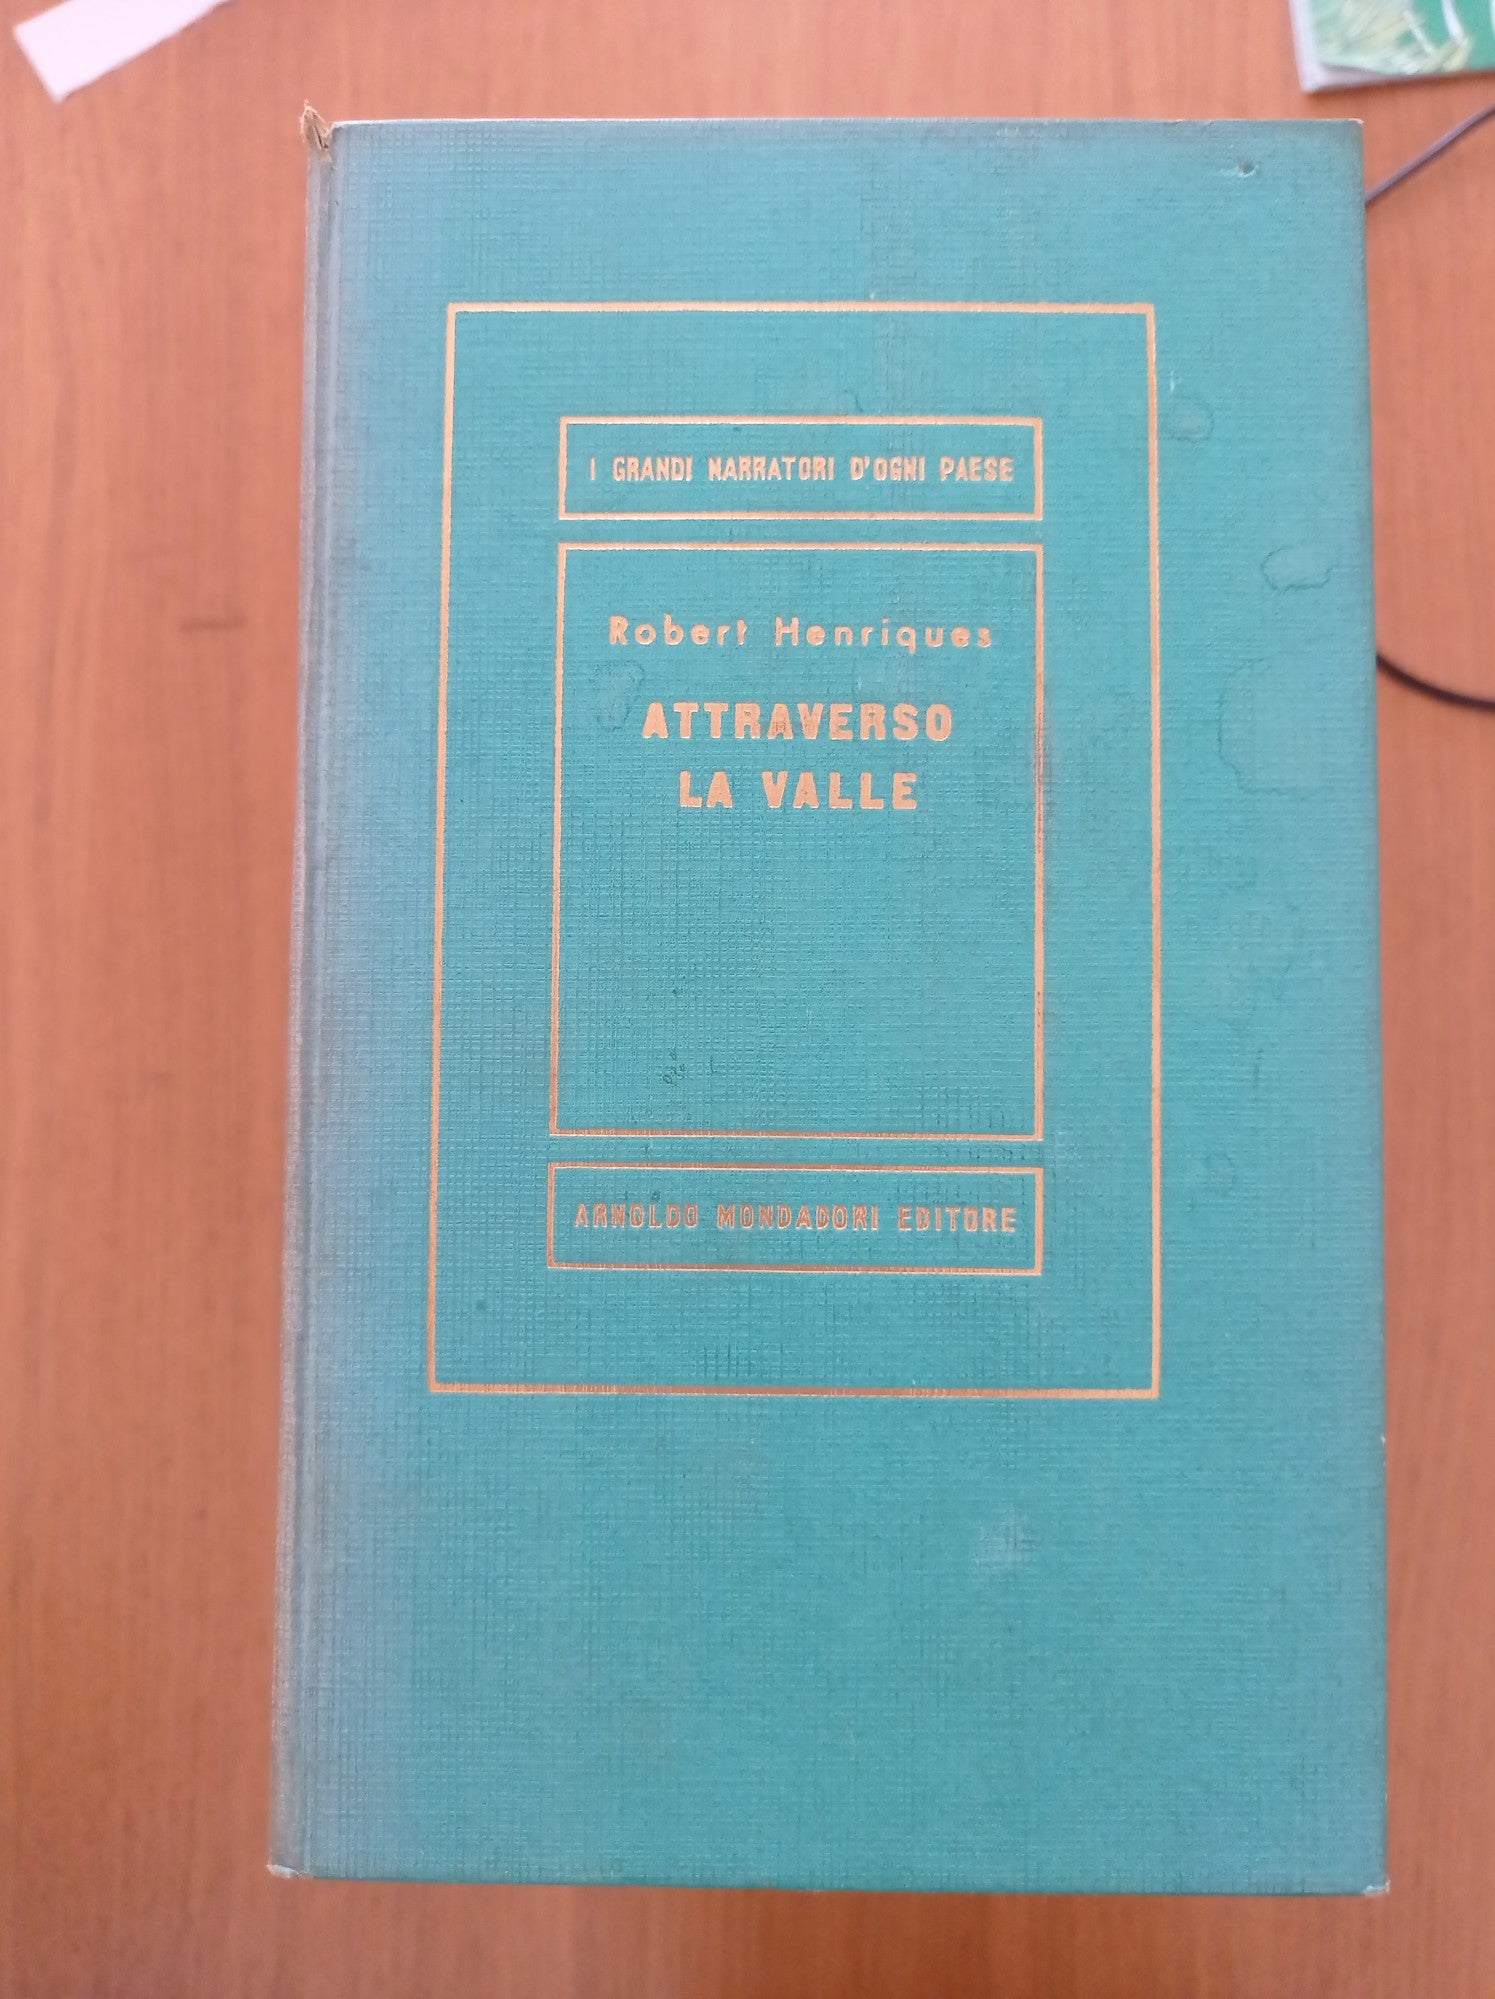 I GRANDI NARRATORI D'OGNI PAESE
Robert Henriques
ATTRAVERSO
LA VALLE
ARNOLDO MONDADORI EDITORE